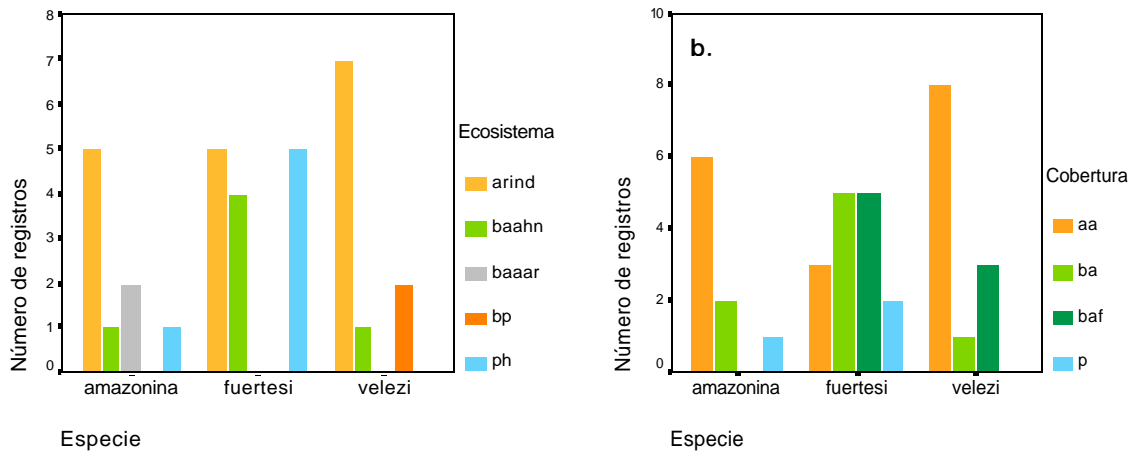 Número de registros
8
7
6
5
4
3
2
1
0
amazonina fuertesi velezi
Especie
Ecosistema
arind
baahn
baaar
bp
ph
b.
Número de registros
10
8
6
4
2
0
amazonina fuertesi velezi
Especie
Cobertura
aa
ba
baf
p